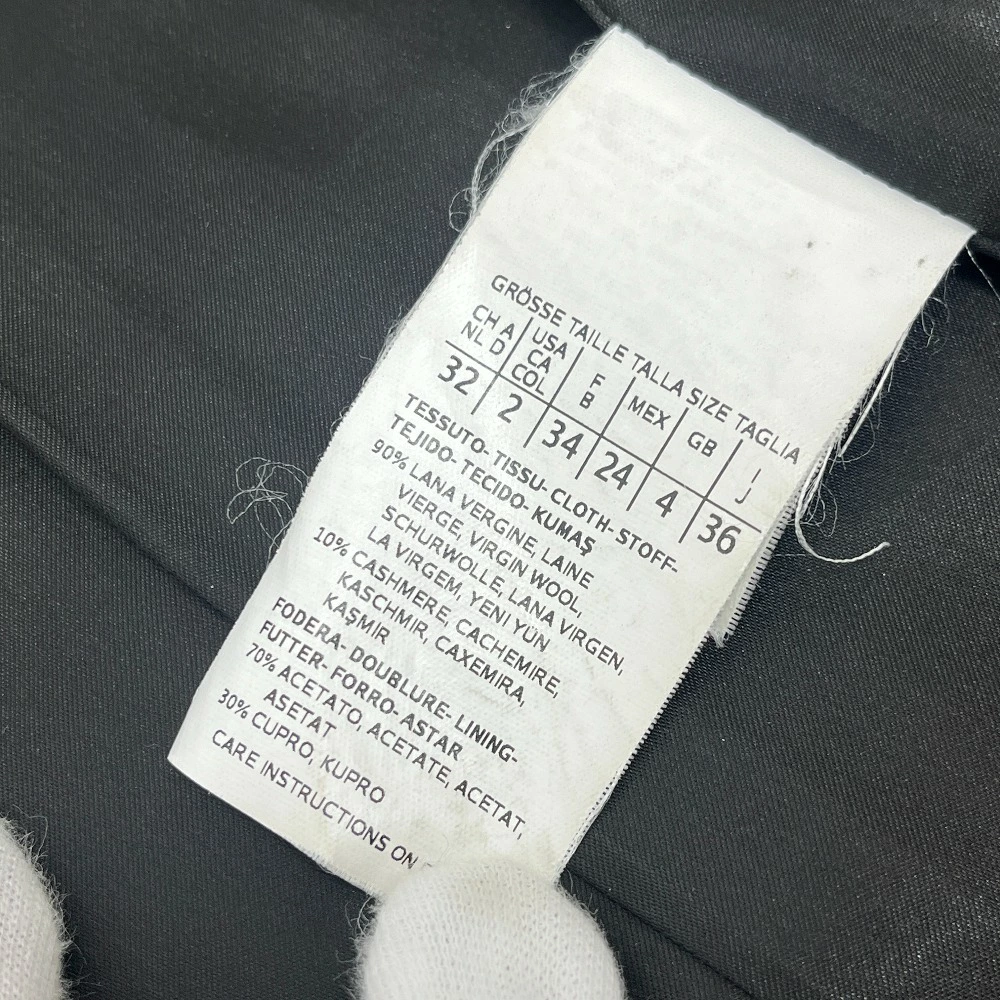 GRÖSSE TAILLE TALLA SIZE TAGLIA
CH A USA F MEX GB I
NL D CA B J
COL
32 2 34 24 4 36
TESSUTO- TISSU- CLOTH- STOFF-
TEJIDO- TECIDO- KUMAŞ
90% LANA VERGINE, LAINE
VIERGE, VIRGIN WOOL,
SCHURWOLLE, LANA VIRGEN,
LA VIRGEM, YENI YÜN
10% CASHMERE, CACHEMIRE,
KASCHMIR, CAXEMIRA,
KAŞMIR
FODERA- DOUBLURE- LINING-
FUTTER- FORRO- ASTAR
70% ACETATO, ACETATE, ACETAT,
ASETAT
30% CUPRO, KUPRO
CARE INSTRUCTIONS ON